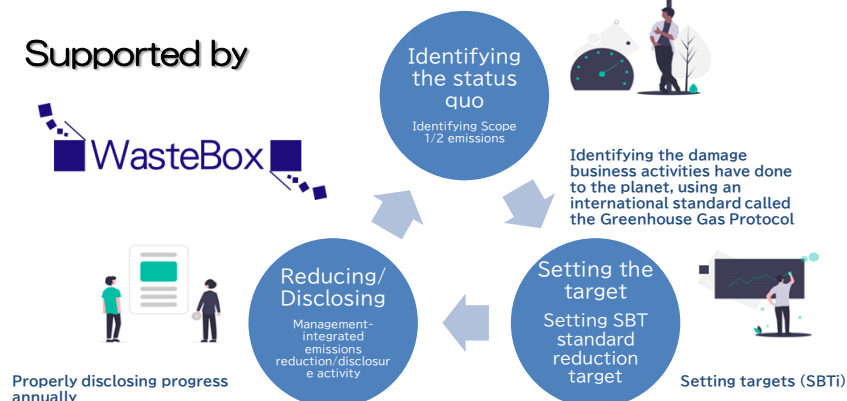 Supported by
WasteBox
Identifying
the status
quo
Identifying Scope
1/2 emissions
Identifying the damage
business activities have done
to the planet, using an
international standard called
the Greenhouse Gas Protocol
Setting the
target
Setting SBT
standard
reduction
target
Setting targets (SBTi)
Reducing/
Disclosing
Management-
integrated
emissions
reduction/disclosur
e activity
Properly disclosing progress
annually